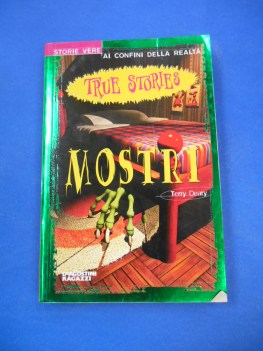 STORIE VERE
AI CONFINI DELLA REALTÀ
TRUE STORIES
MOSTRI
Terry Deary
DeAGOSTINI
RAGAZZI